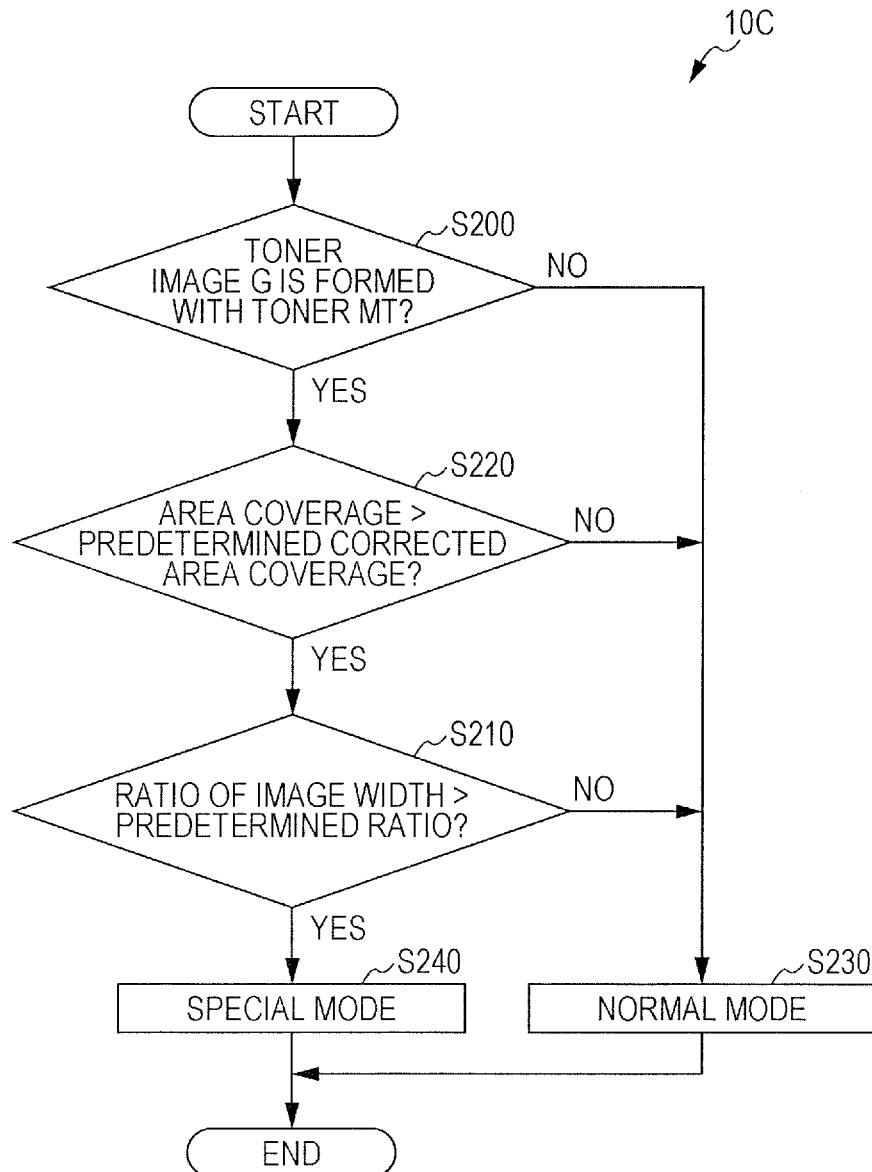 10C
START
S200
TONER
IMAGE G IS FORMED
WITH TONER MT?
NO
YES
S220
AREA COVERAGE >
PREDETERMINED CORRECTED
AREA COVERAGE?
NO
YES
S210
RATIO OF IMAGE WIDTH >
PREDETERMINED RATIO?
NO
YES
S240
SPECIAL MODE
S230
NORMAL MODE
END